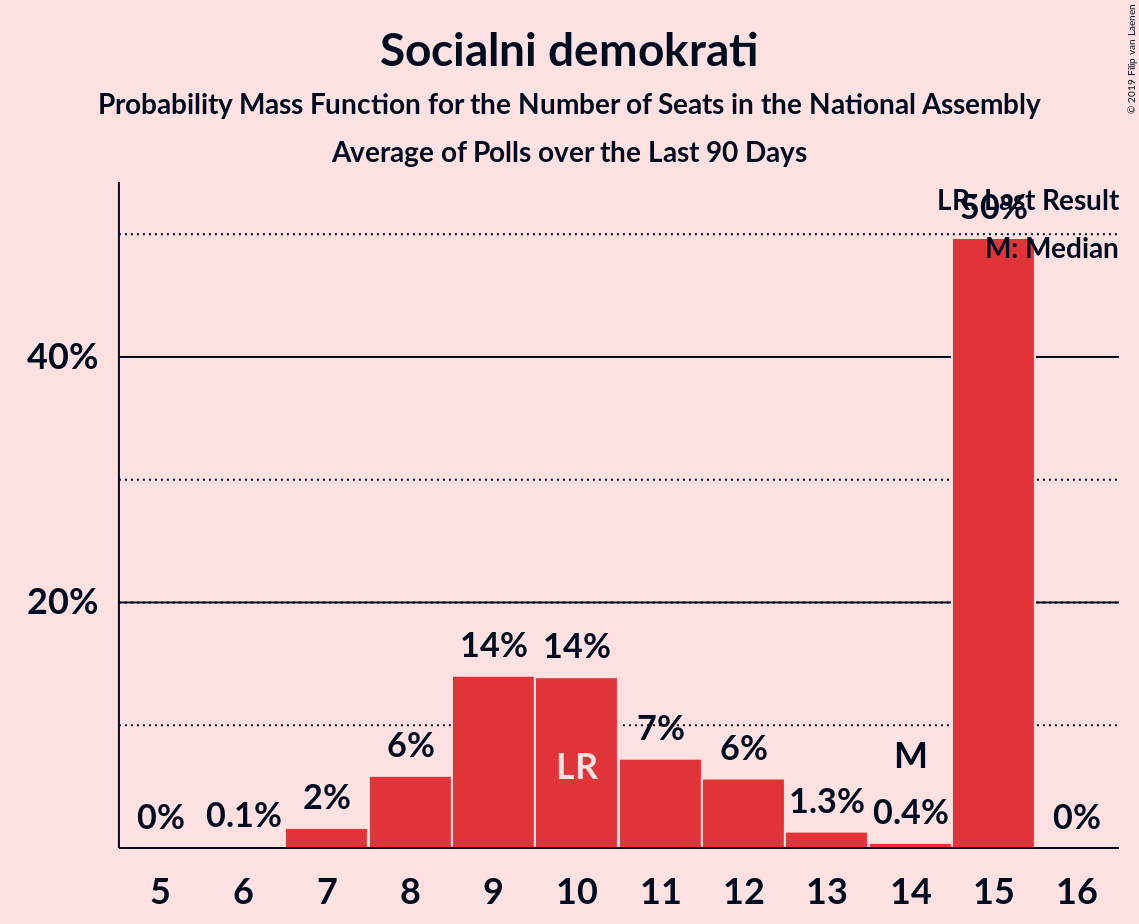 Socialni demokrati
Probability Mass Function for the Number of Seats in the National Assembly
Average of Polls over the Last 90 Days
© 2019 Filip van Laenen
LR: Last Result
M: Median
50%
40%
20%
14% 14%
7%
6% 6%
M
LR
2% 1.3%
0% 0.1% 0.4% 0%
5 6 7 8 9 10 11 12 13 14 15 16